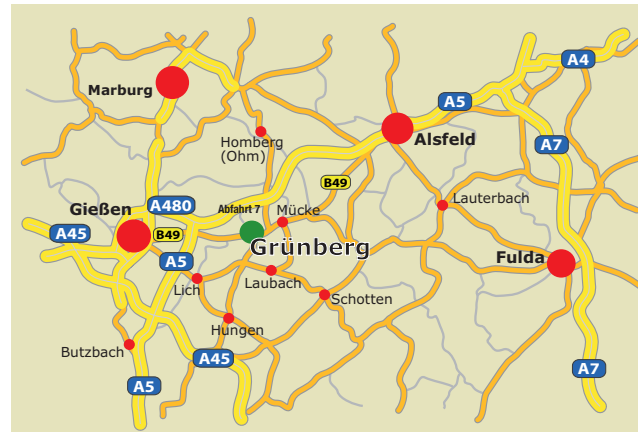 A4
Marburg
A5
Alsfeld
Homberg
(Ohm)
A7
B49
Lauterbach
A480
Abfahrt 7
Mücke
Gießen
A45
B49
Grünberg
A5
Fulda
Lich
Laubach
Schotten
Hungen
Butzbach
A45
A5
A7